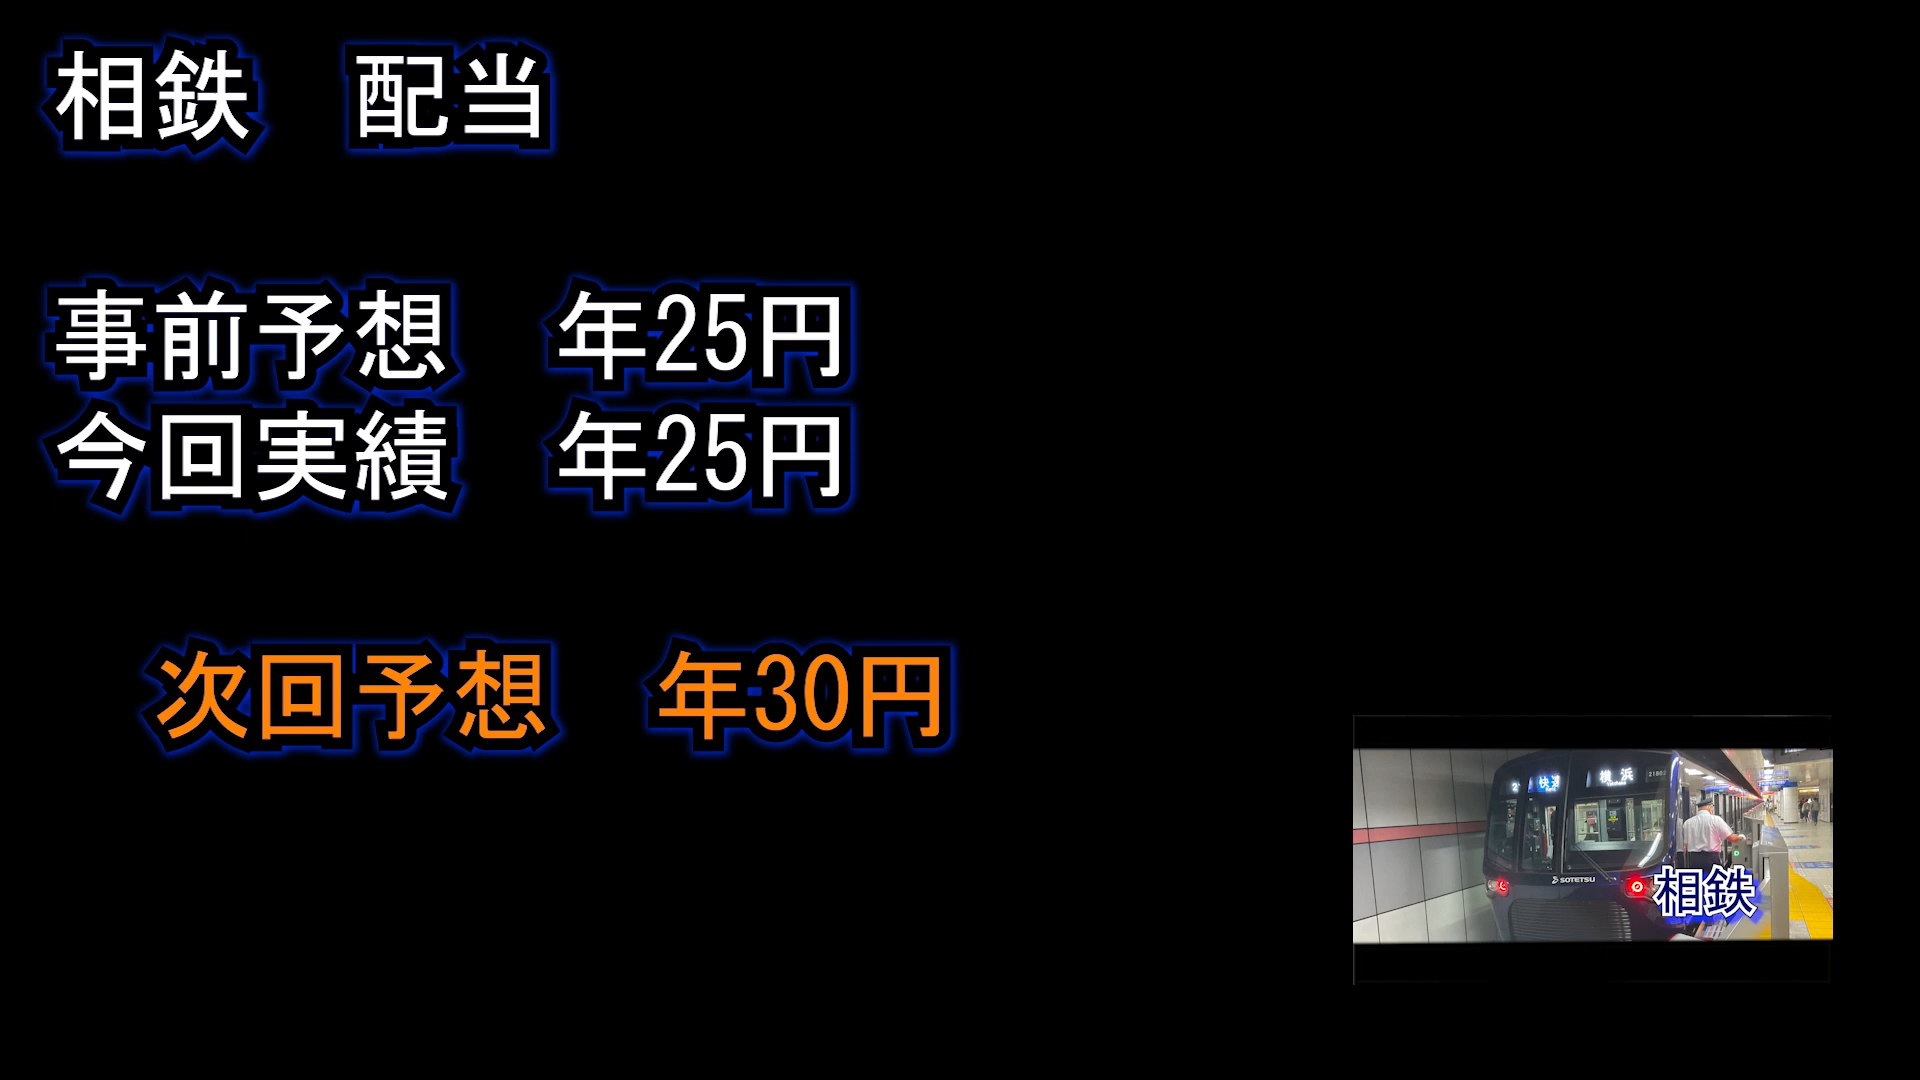 相鉄　配当
事前予想　年25円
今回実績　年25円
次回予想　年30円
快速
横浜
SOTETSU
相鉄